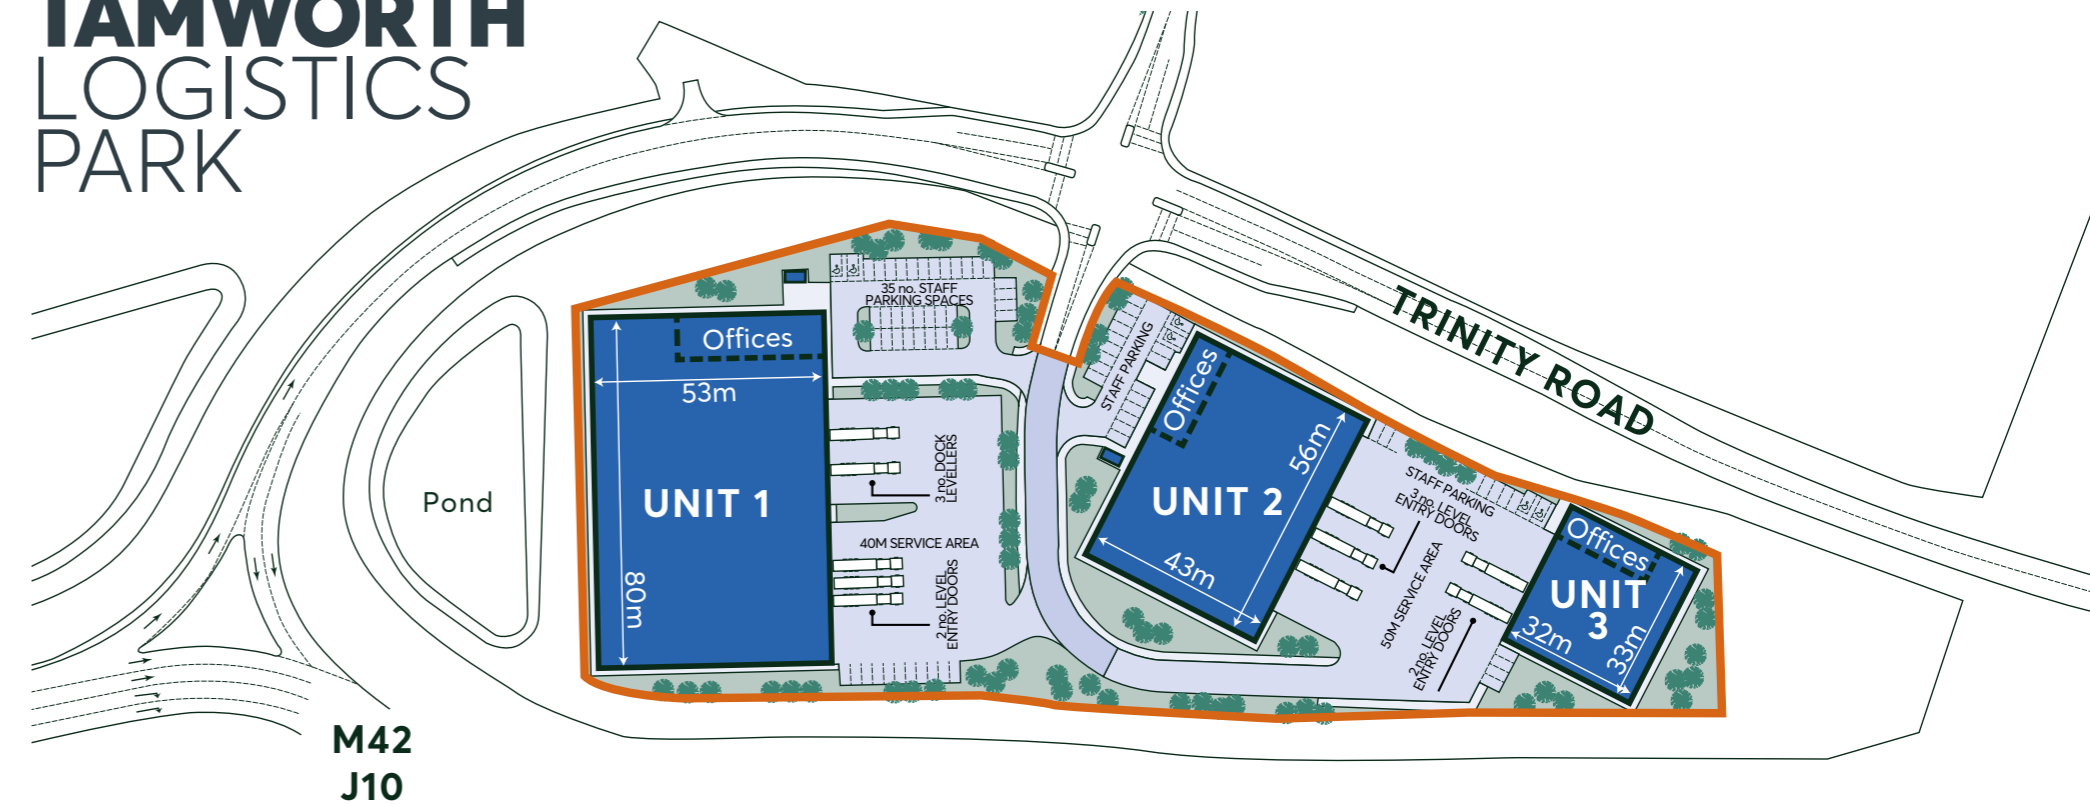 TAMWORTH
LOGISTICS
PARK
35 no. STAFF
PARKING SPACES
Offices
53m
80m
UNIT 1
3 no. DOCK
LEVELLERS
40M SERVICE AREA
2 no. LEVEL
ENTRY DOORS
Pond
M42
J10
STAFF PARKING
Offices
56m
UNIT 2
43m
TRINITY ROAD
STAFF PARKING
3 no. LEVEL
ENTRY DOORS
50M SERVICE AREA
2 no. LEVEL
ENTRY DOORS
Offices
UNIT
3
32m
33m